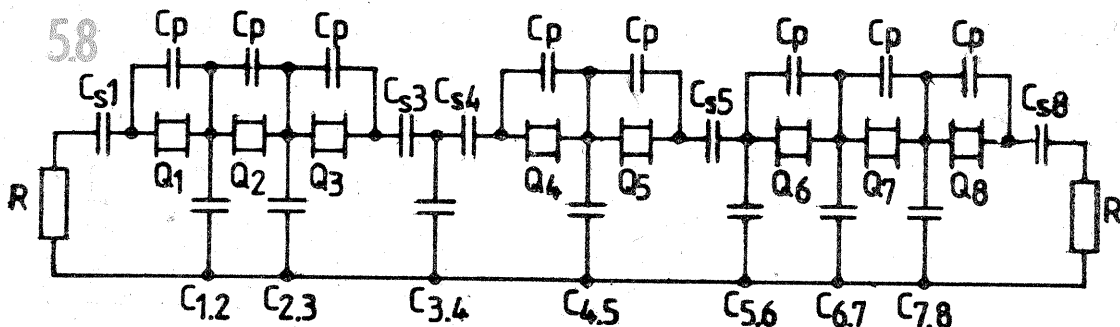 5.8
Cp Cp Cp Cp Cp Cp Cp Cp
Cs1 Cs3 Cs4 Cs5 Cs8
R Q1 Q2 Q3 Q4 Q5 Q6 Q7 Q8 R
C1.2 C2.3 C3.4 C4.5 C5.6 C6.7 C7.8